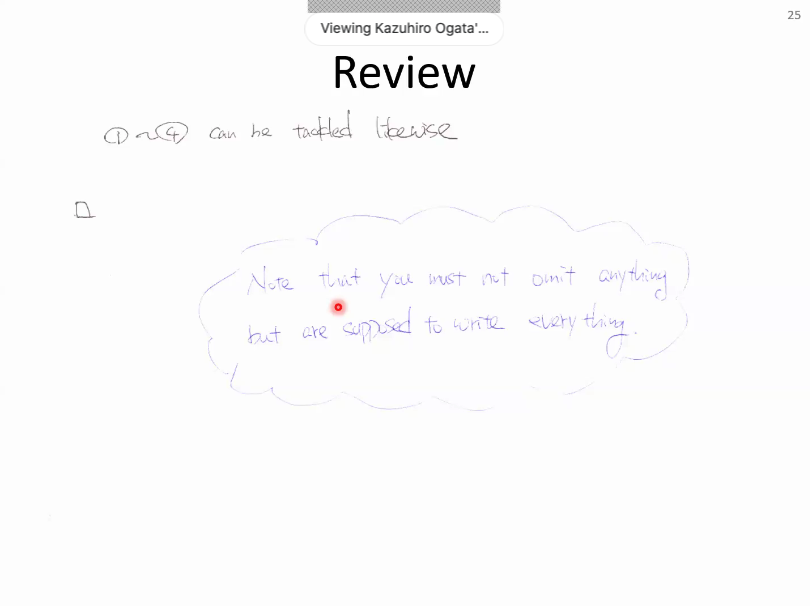 25
Viewing Kazuhiro Ogata'...
Review
① ~ ④ can be tackled likewise
Note that you must not omit anything
but are supposed to write everything.